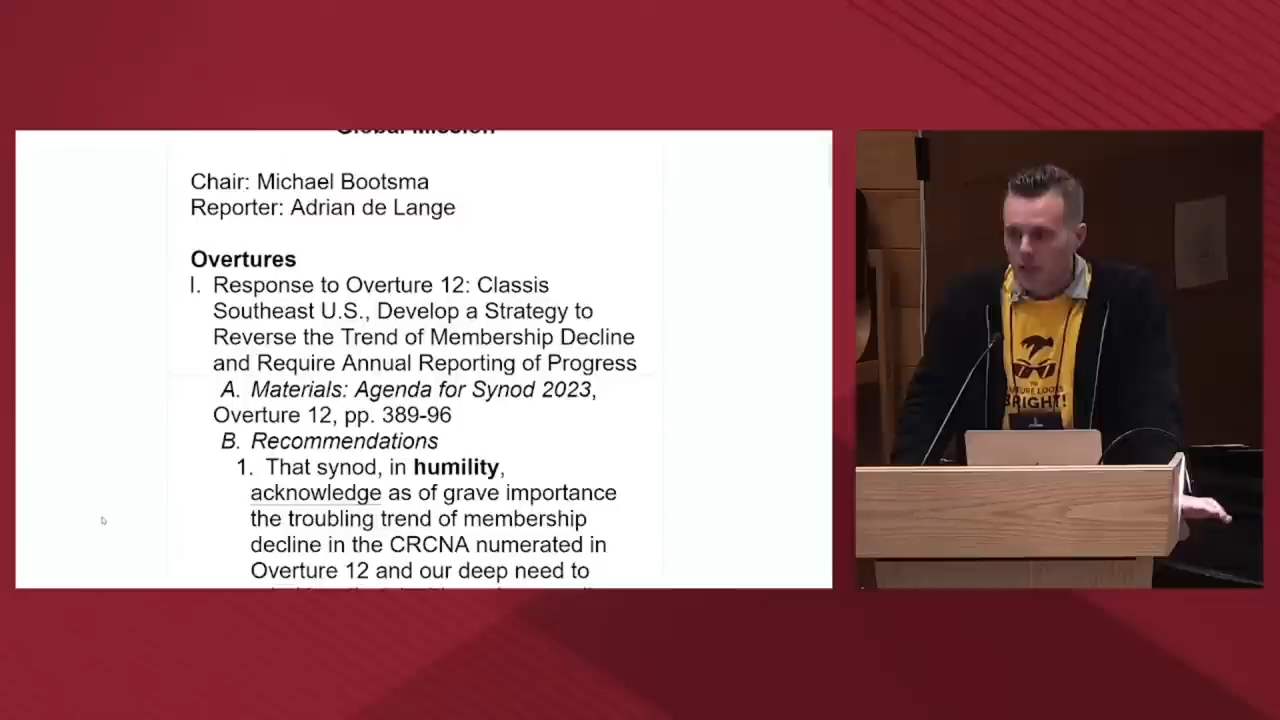 Global Mission
Chair: Michael Bootsma
Reporter: Adrian de Lange
Overtures
I. Response to Overture 12: Classis
Southeast U.S., Develop a Strategy to
Reverse the Trend of Membership Decline
and Require Annual Reporting of Progress
A. Materials: Agenda for Synod 2023,
Overture 12, pp. 389-96
B. Recommendations
1. That synod, in humility,
acknowledge as of grave importance
the troubling trend of membership
decline in the CRCNA numerated in
Overture 12 and our deep need to
LOOKS
BRIGHT!